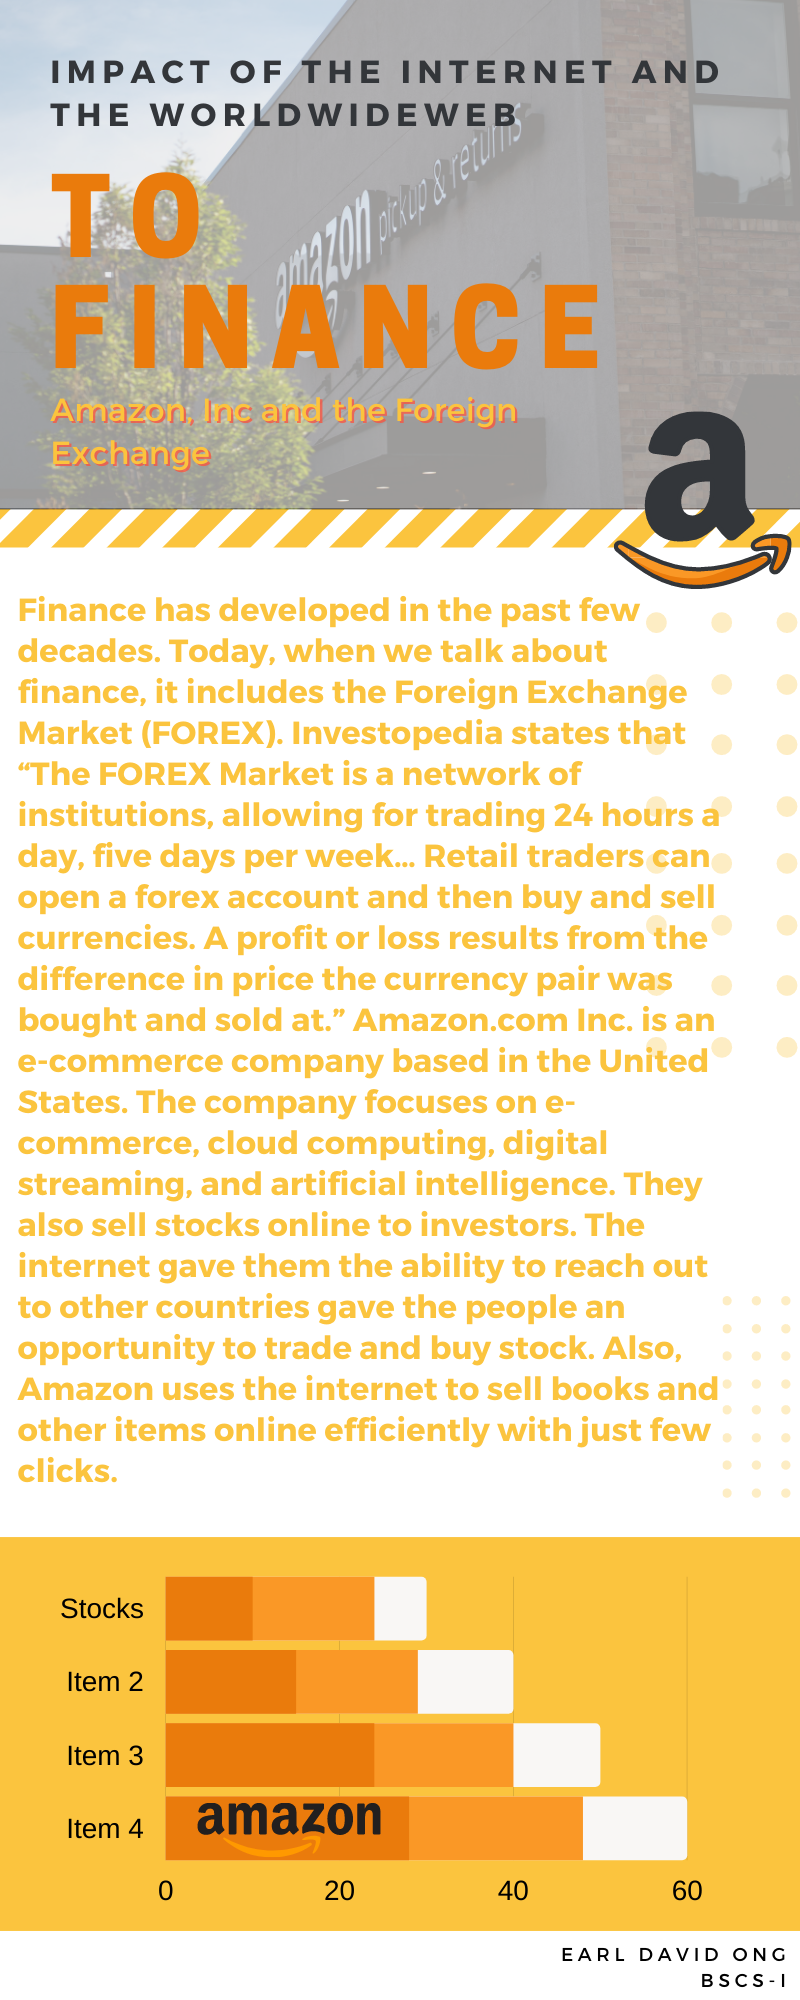 IMPACT OF THE INTERNET AND
THE WORLDWIDEWEB
TO
FINANCE
amazon pickup & returns
Amazon, Inc and the Foreign
Exchange
a
Finance has developed in the past few
decades. Today, when we talk about
finance, it includes the Foreign Exchange
Market (FOREX). Investopedia states that
“The FOREX Market is a network of
institutions, allowing for trading 24 hours a
day, five days per week... Retail traders can
open a forex account and then buy and sell
currencies. A profit or loss results from the
difference in price the currency pair was
bought and sold at.” Amazon.com Inc. is an
e-commerce company based in the United
States. The company focuses on e-
commerce, cloud computing, digital
streaming, and artificial intelligence. They
also sell stocks online to investors. The
internet gave them the ability to reach out
to other countries gave the people an
opportunity to trade and buy stock. Also,
Amazon uses the internet to sell books and
other items online efficiently with just few
clicks.
Stocks
Item 2
Item 3
Item 4
amazon
0 20 40 60
EARL DAVID ONG
BSCS-I